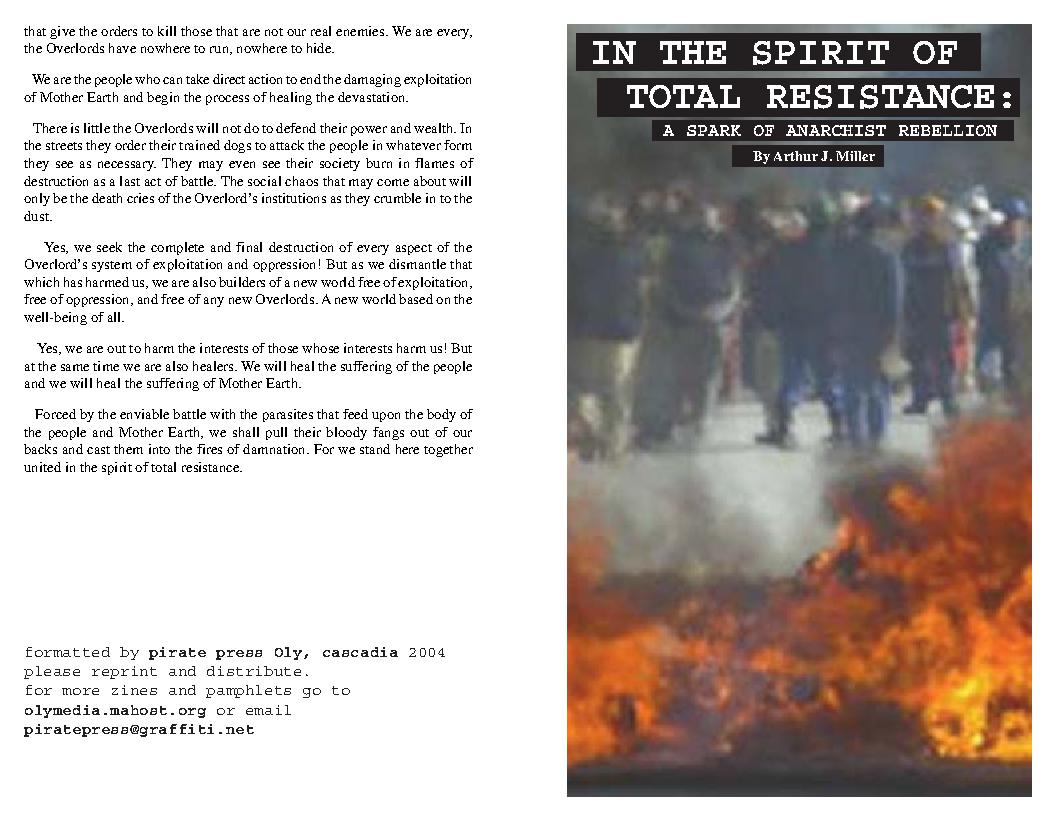 that give the orders to kill those that are not our real enemies. We are every,
the Overlords have nowhere to run, nowhere to hide.
We are the people who can take direct action to end the damaging exploitation
of Mother Earth and begin the process of healing the devastation.
There is little the Overlords will not do to defend their power and wealth. In
the streets they order their trained dogs to attack the people in whatever form
they see as necessary. They may even see their society burn in flames of
destruction as a last act of battle. The social chaos that may come about will
only be the death cries of the Overlord's institutions as they crumble in to the
dust.
Yes, we seek the complete and final destruction of every aspect of the
Overlord's system of exploitation and oppression! But as we dismantle that
which has harmed us, we are also builders of a new world free of exploitation,
free of oppression, and free of any new Overlords. A new world based on the
well-being of all.
Yes, we are out to harm the interests of those whose interests harm us! But
at the same time we are also healers. We will heal the suffering of the people
and we will heal the suffering of Mother Earth.
Forced by the enviable battle with the parasites that feed upon the body of
the people and Mother Earth, we shall pull their bloody fangs out of our
backs and cast them into the fires of damnation. For we stand here together
united in the spirit of total resistance.
formatted by pirate press Oly, cascadia 2004
please reprint and distribute.
for more zines and pamphlets go to
olymedia.mahost.org or email
piratepress@graffiti.net
IN THE SPIRIT OF
TOTAL RESISTANCE:
A SPARK OF ANARCHIST REBELLION
By Arthur J. Miller